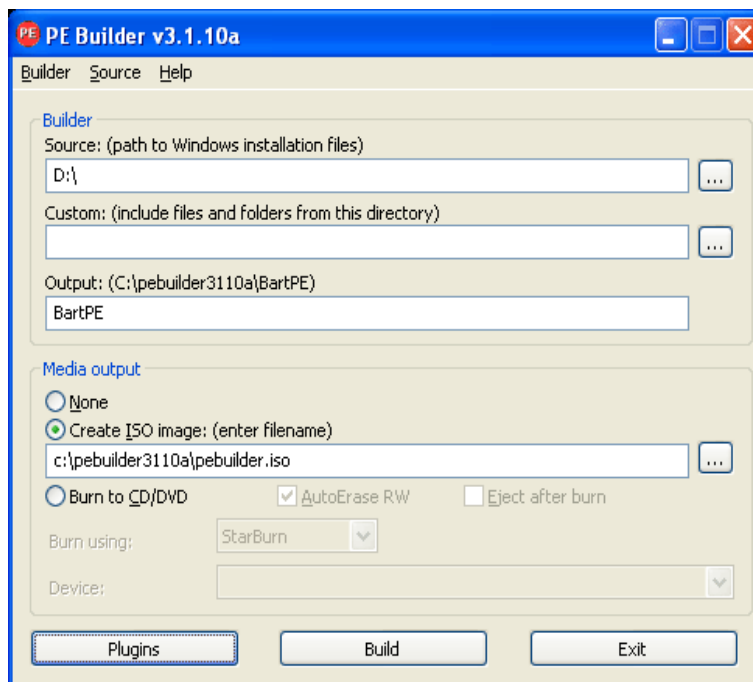 PE PE Builder v3.1.10a
Builder Source Help
Builder
Source: (path to Windows installation files)
D:\
...
Custom: (include files and folders from this directory)
...
Output: (C:\pebuilder3110a\BartPE)
BartPE
Media output
None
Create ISO image: (enter filename)
c:\pebuilder3110a\pebuilder.iso
...
Burn to CD/DVD AutoErase RW Eject after burn
Burn using: StarBurn
Device:
Plugins Build Exit